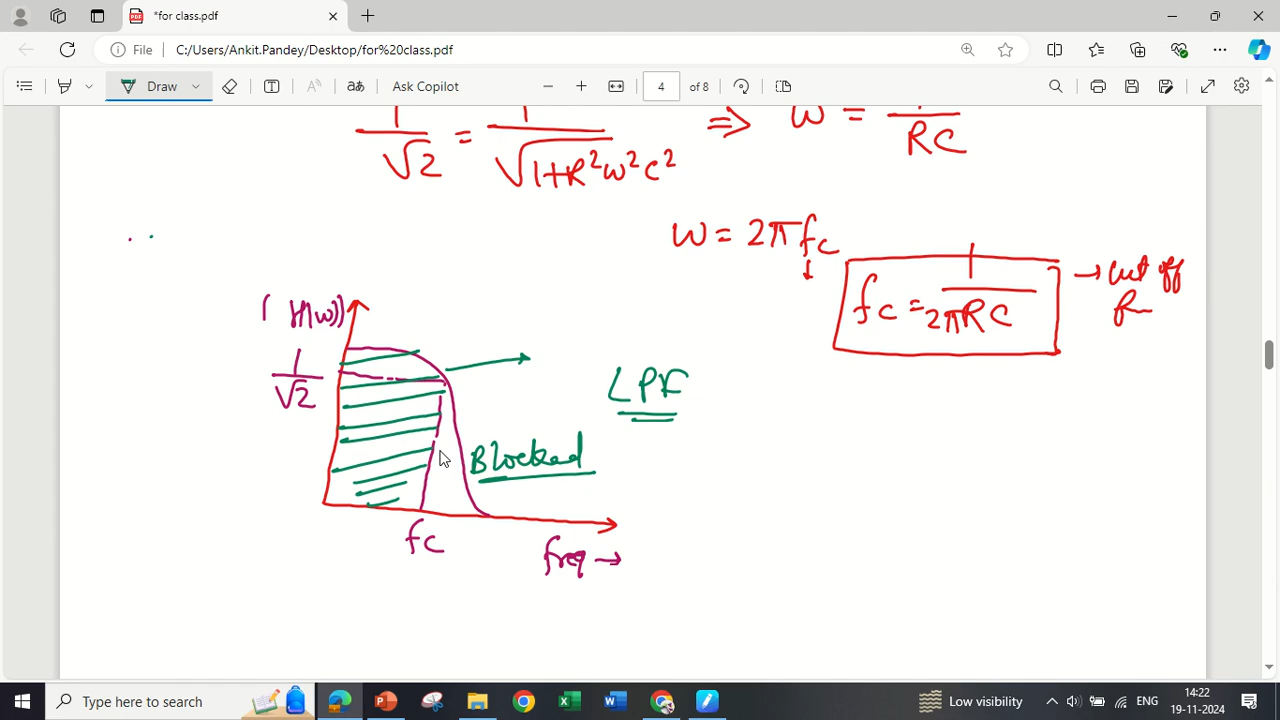 *for class.pdf
File C:/Users/Ankit.Pandey/Desktop/for%20class.pdf
Draw Ask Copilot 4 of 8
1/√2 = 1/√1+R²w²c² ⇒ w = 1/RC
w = 2πfc
fc = 1/2πRC → cut off
|H(w)|
1/√2
LPF
Blocked
fc
freq →
Type here to search
Low visibility
ENG
14:22
19-11-2024